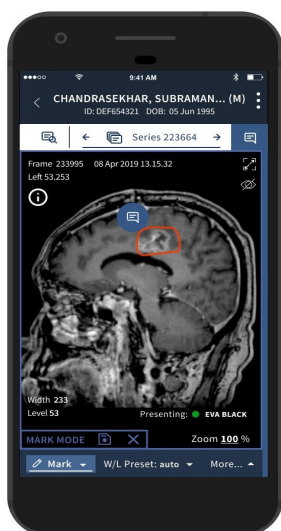 9:41 AM
CHANDRASEKHAR, SUBRAMAN... (M)
ID: DEF654321 DOB: 05 Jun 1995
Series 223664
Frame 233995 08 Apr 2019 13.15.32
Left 53.253
Width 233
Level 53
Presenting: EVA BLACK
MARK MODE
Zoom 100 %
Mark W/L Preset: auto More...